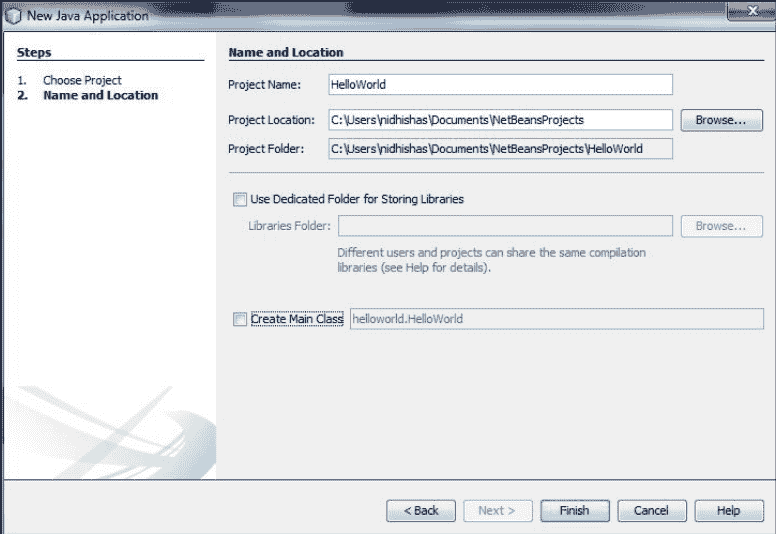 New Java Application
Steps
1. Choose Project
2. Name and Location
Name and Location
Project Name: HelloWorld
Project Location: C:\Users\nidhishas\Documents\NetBeansProjects Browse...
Project Folder: C:\Users\nidhishas\Documents\NetBeansProjects\HelloWorld
Use Dedicated Folder for Storing Libraries
Libraries Folder: Browse...
Different users and projects can share the same compilation
libraries (see Help for details).
Create Main Class helloworld.HelloWorld
< Back Next > Finish Cancel Help